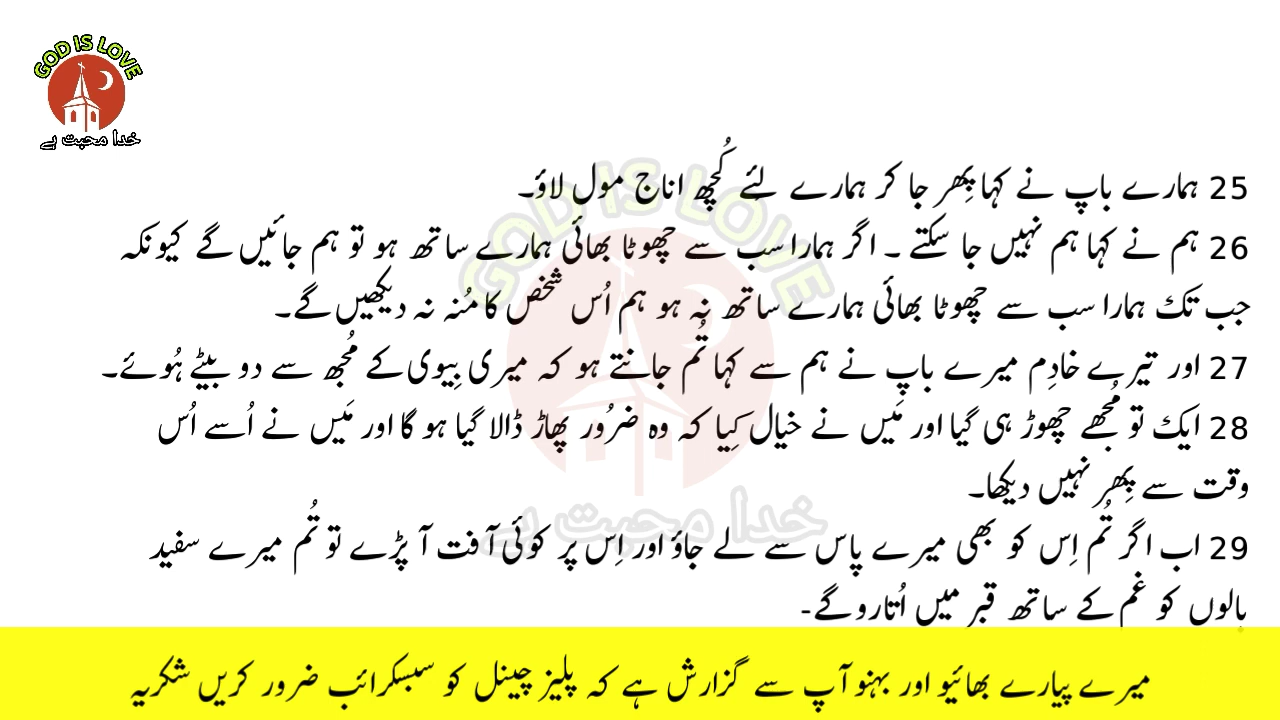 GOD IS LOVE
خدا محبت ہے
25 ہمارے باپ نے کہا پِھر جا کر ہمارے لِئے کُچھ اناج مول لاؤ۔
26 ہم نے کہا ہم نہیں جا سکتے ۔ اگر ہمارا سب سے چھوٹا بھائی ہمارے ساتھ ہو تو ہم جائیں گے کیونکہ
جب تک ہمارا سب سے چھوٹا بھائی ہمارے ساتھ نہ ہو ہم اُس شخص کا مُنہ نہ دیکھیں گے۔
27 اور تیرے خادِم میرے باپ نے ہم سے کہا تُم جانتے ہو کہ میری بِیوی کے مُجھ سے دو بیٹے ہُوئے۔
28 ایک تو مُجھے چھوڑ ہی گیا اور مَیں نے خیال کِیا کہ وہ ضرُور پھاڑ ڈالا گیا ہو گا اور مَیں نے اُسے اُس
وقت سے پِھر نہیں دیکھا۔
29 اب اگر تُم اِس کو بھی میرے پاس سے لے جاؤ اور اِس پر کوئی آفت آ پڑے تو تُم میرے سفید
بالوں کو غم کے ساتھ قبر میں اُتارو گے-
میرے پیارے بھائیو اور بہنو آپ سے گزارش ہے کہ پلیز چینل کو سبسکرائب ضرور کریں شکریہ